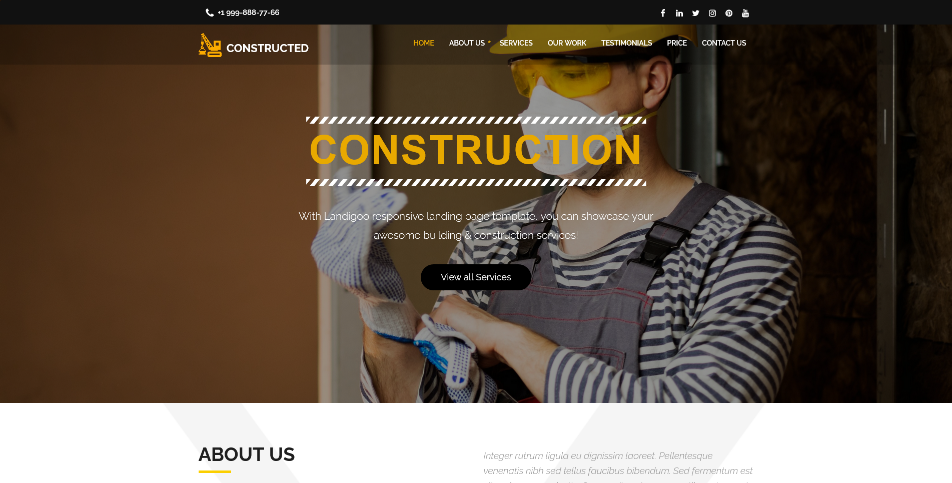 +1 999-888-77-66
CONSTRUCTED
HOME ABOUT US SERVICES OUR WORK TESTIMONIALS PRICE CONTACT US
CONSTRUCTION
With Landigoo responsive landing page template, you can showcase your
awesome building & construction services!
View all Services
ABOUT US
Integer rutrum ligula eu dignissim laoreet. Pellentesque
venenatis nibh sed tellus faucibus bibendum. Sed fermentum est